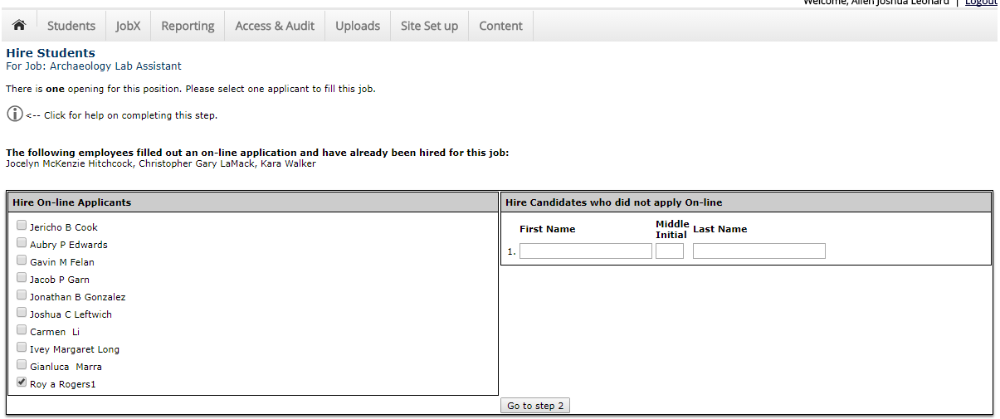 Welcome, Allen Joshua Leonard | Logout
Students JobX Reporting Access & Audit Uploads Site Set up Content
Hire Students
For Job: Archaeology Lab Assistant
There is one opening for this position. Please select one applicant to fill this job.
<-- Click for help on completing this step.
The following employees filled out an on-line application and have already been hired for this job:
Jocelyn McKenzie Hitchcock, Christopher Gary LaMack, Kara Walker
Hire On-line Applicants
Jericho B Cook
Aubry P Edwards
Gavin M Felan
Jacob P Garn
Jonathan B Gonzalez
Joshua C Leftwich
Carmen Li
Ivey Margaret Long
Gianluca Marra
Roy a Rogers1
Hire Candidates who did not apply On-line
First Name Middle Initial Last Name
1.
Go to step 2